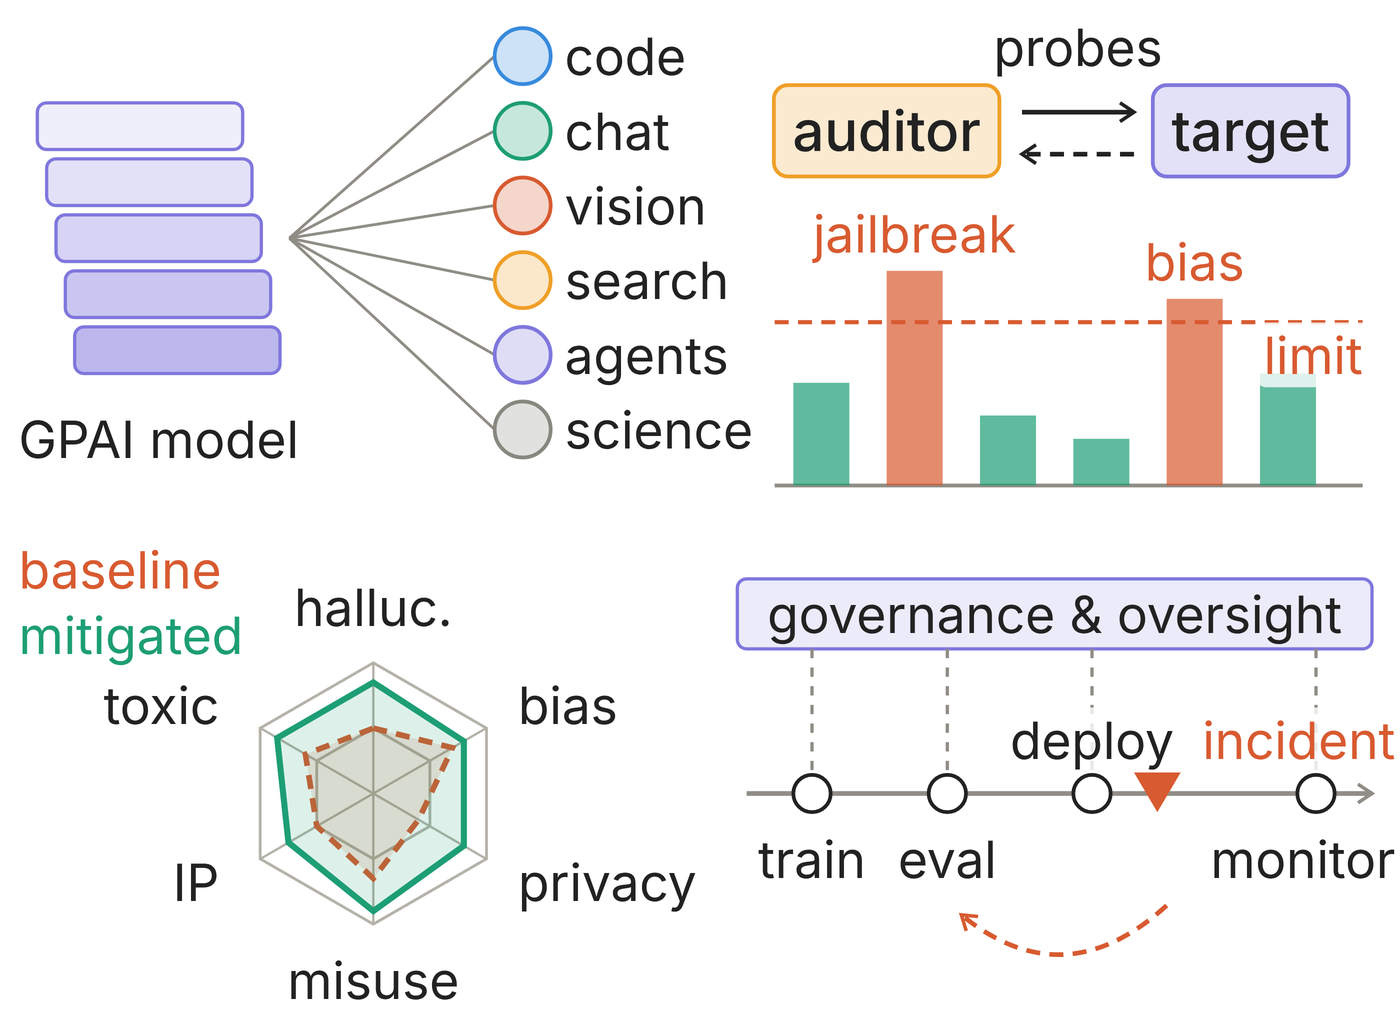 code
chat
vision
search
agents
science
GPAI model
probes
auditor
target
jailbreak
bias
limit
baseline
mitigated
halluc.
toxic
bias
IP
privacy
misuse
governance & oversight
deploy
incident
train
eval
monitor